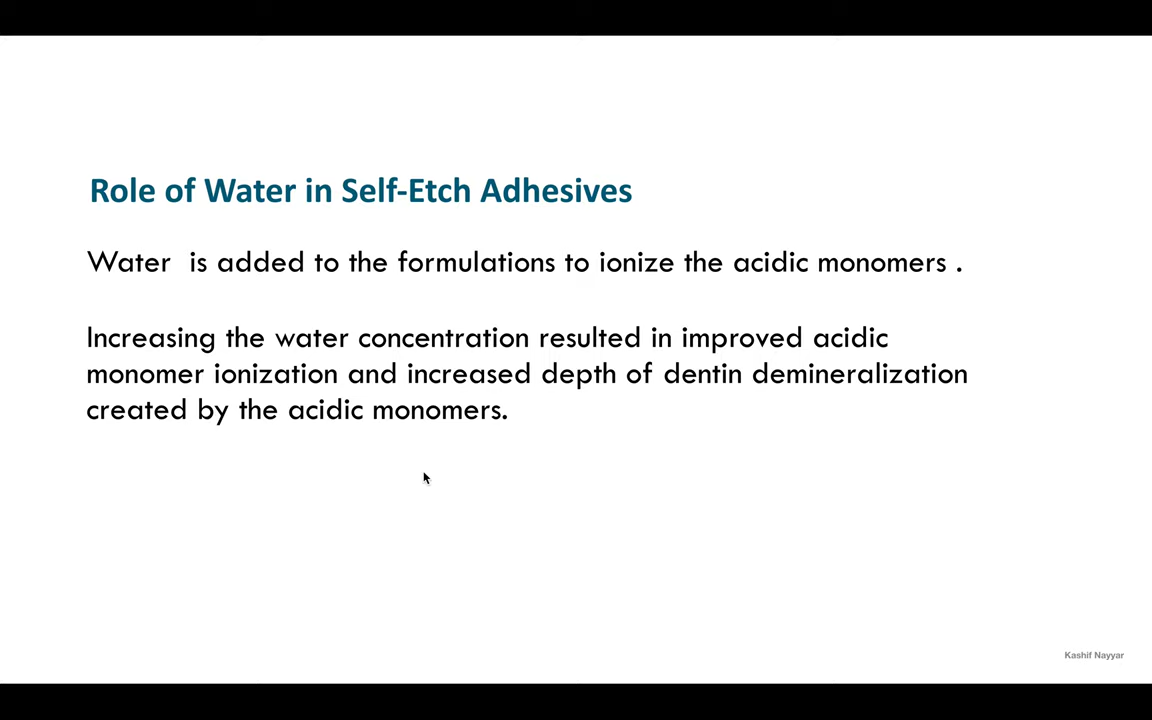 Role of Water in Self-Etch Adhesives
Water  is added to the formulations to ionize the acidic monomers .
Increasing the water concentration resulted in improved acidic
monomer ionization and increased depth of dentin demineralization
created by the acidic monomers.
Kashif Nayyar